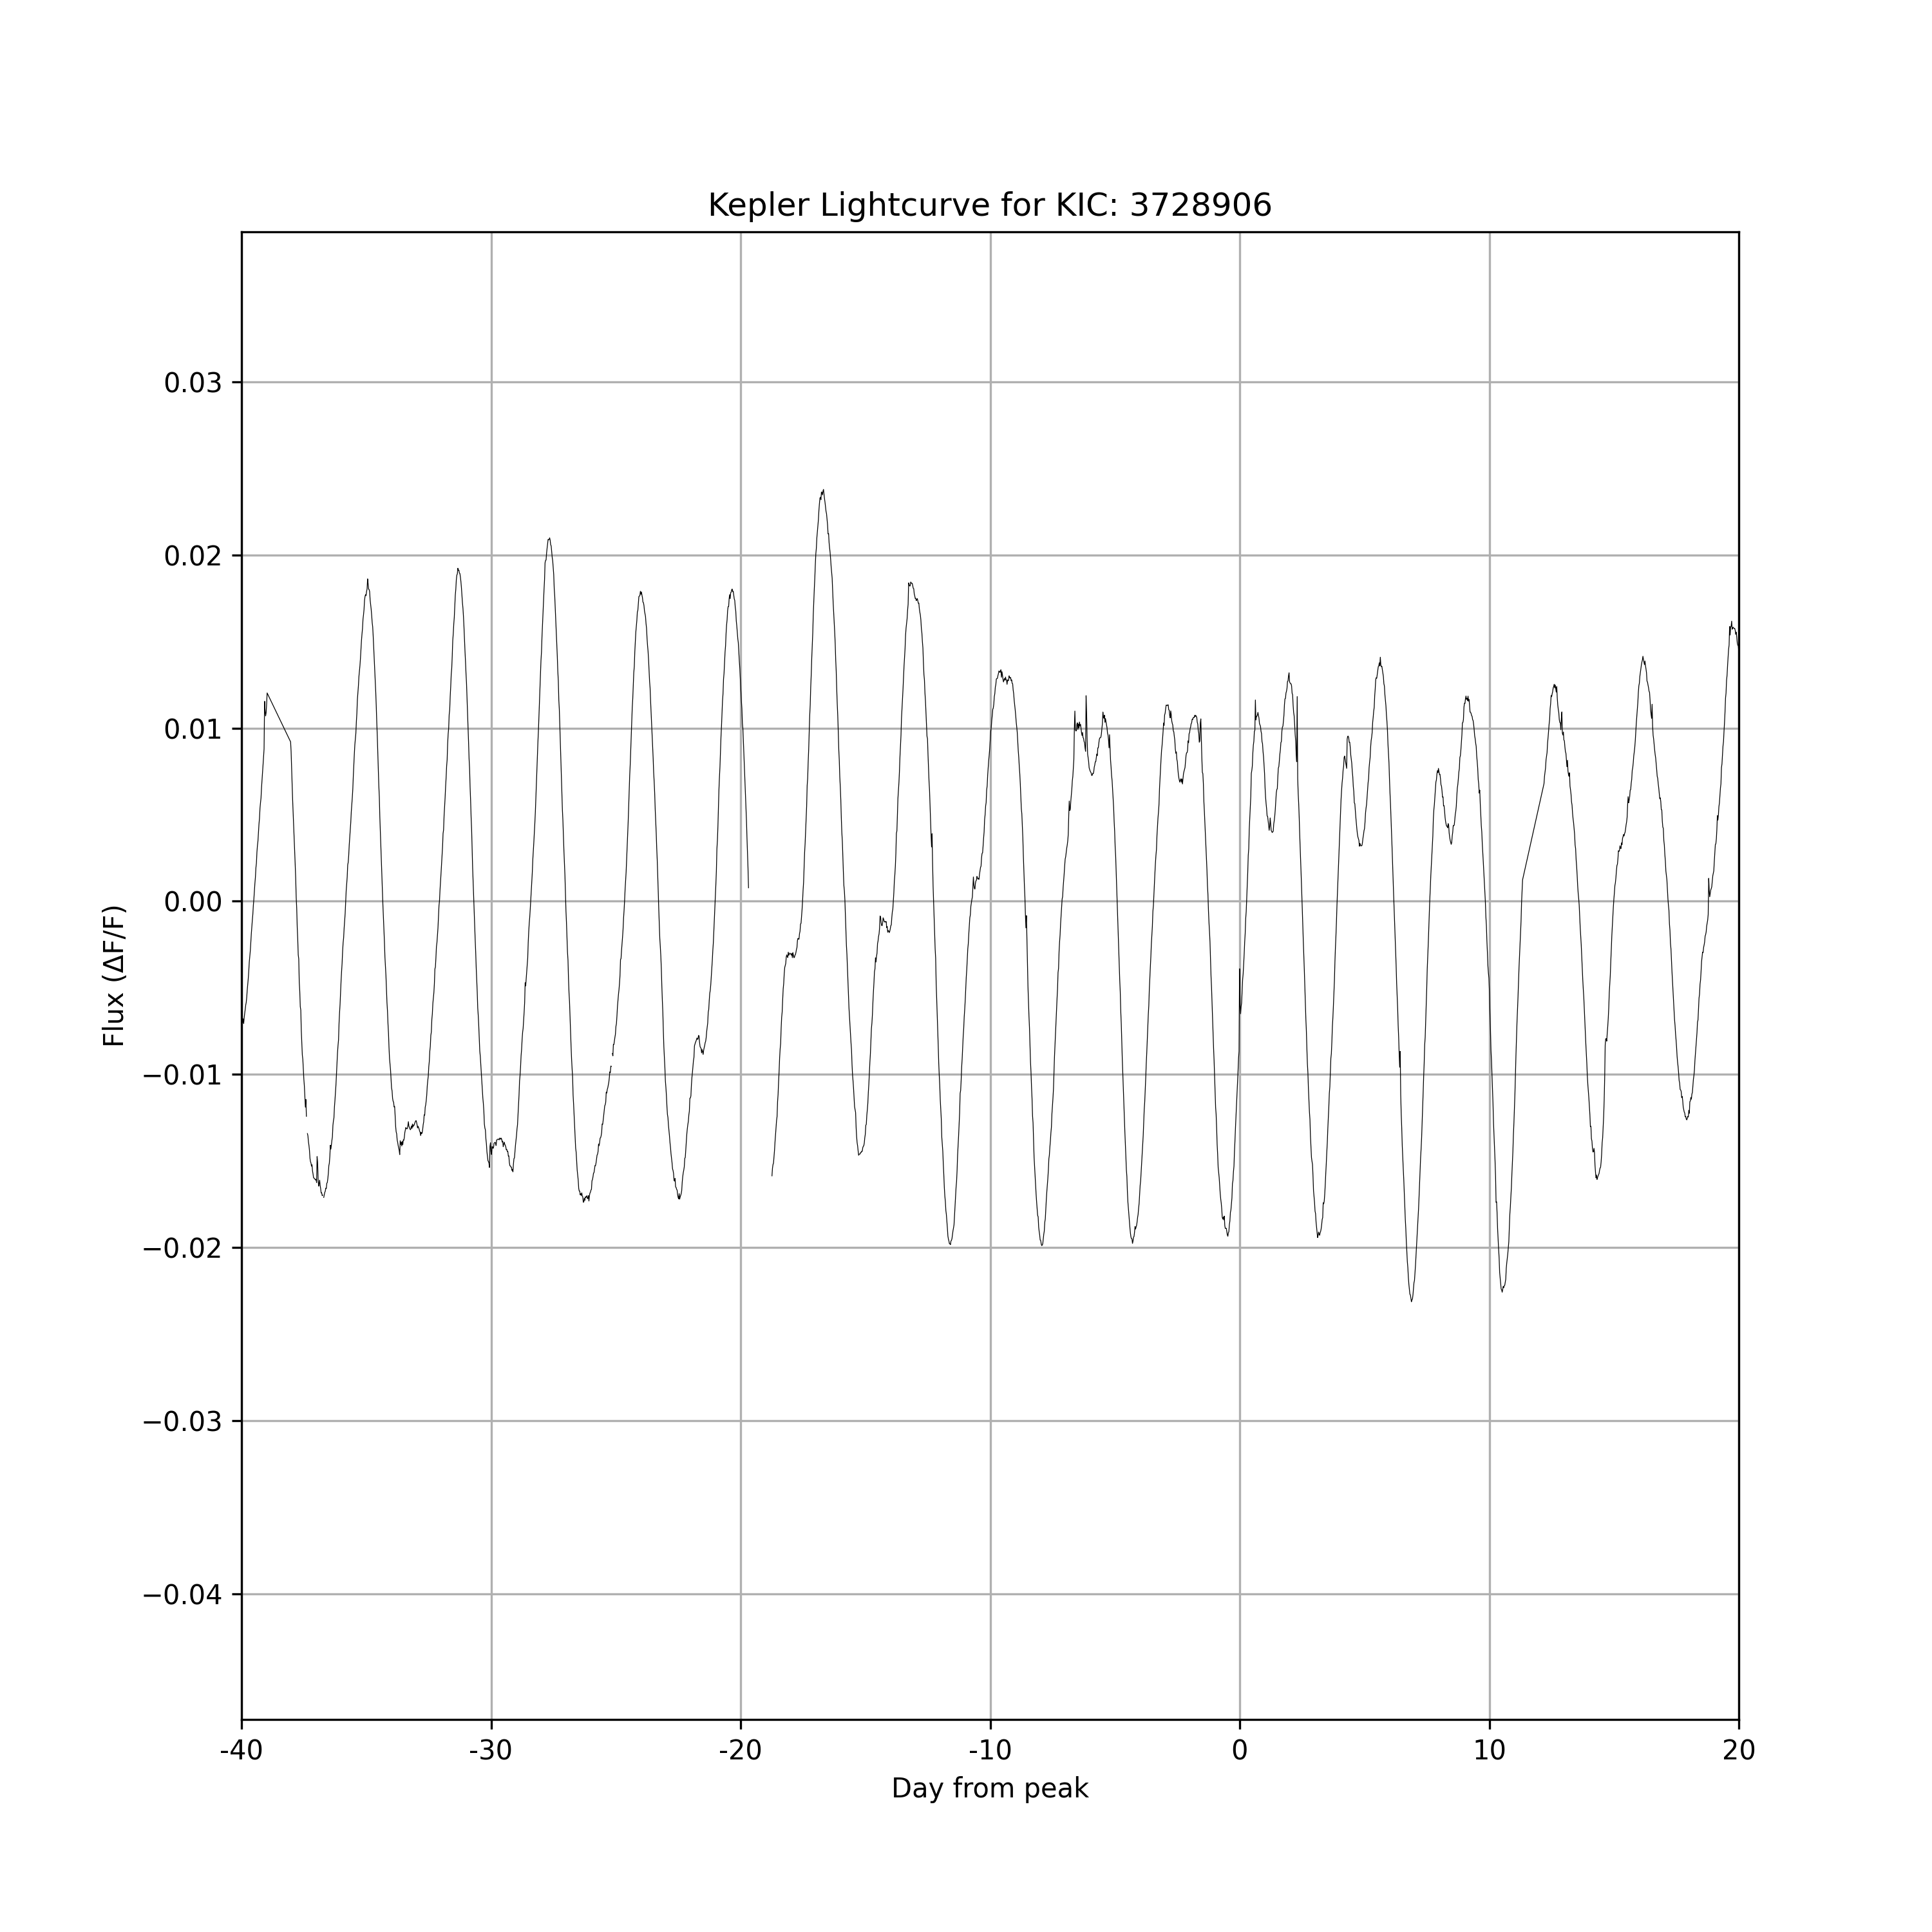 Kepler Lightcurve for KIC: 3728906
Flux (ΔF/F)
0.03
0.02
0.01
0.00
−0.01
−0.02
−0.03
−0.04
-40 -30 -20 -10 0 10 20
Day from peak